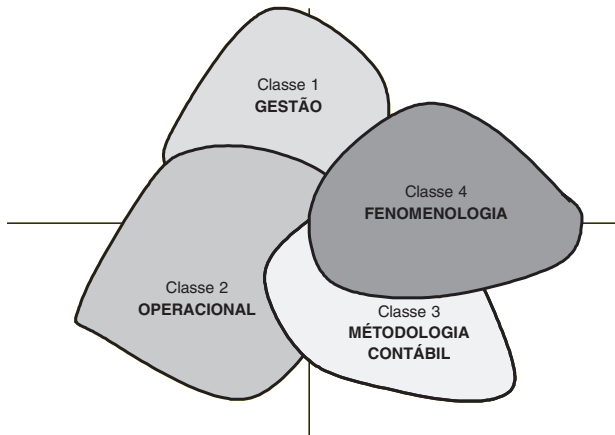 Classe 1
GESTÃO
Classe 4
FENOMENOLOGIA
Classe 2
OPERACIONAL
Classe 3
MÉTODOLOGIA
CONTÁBIL